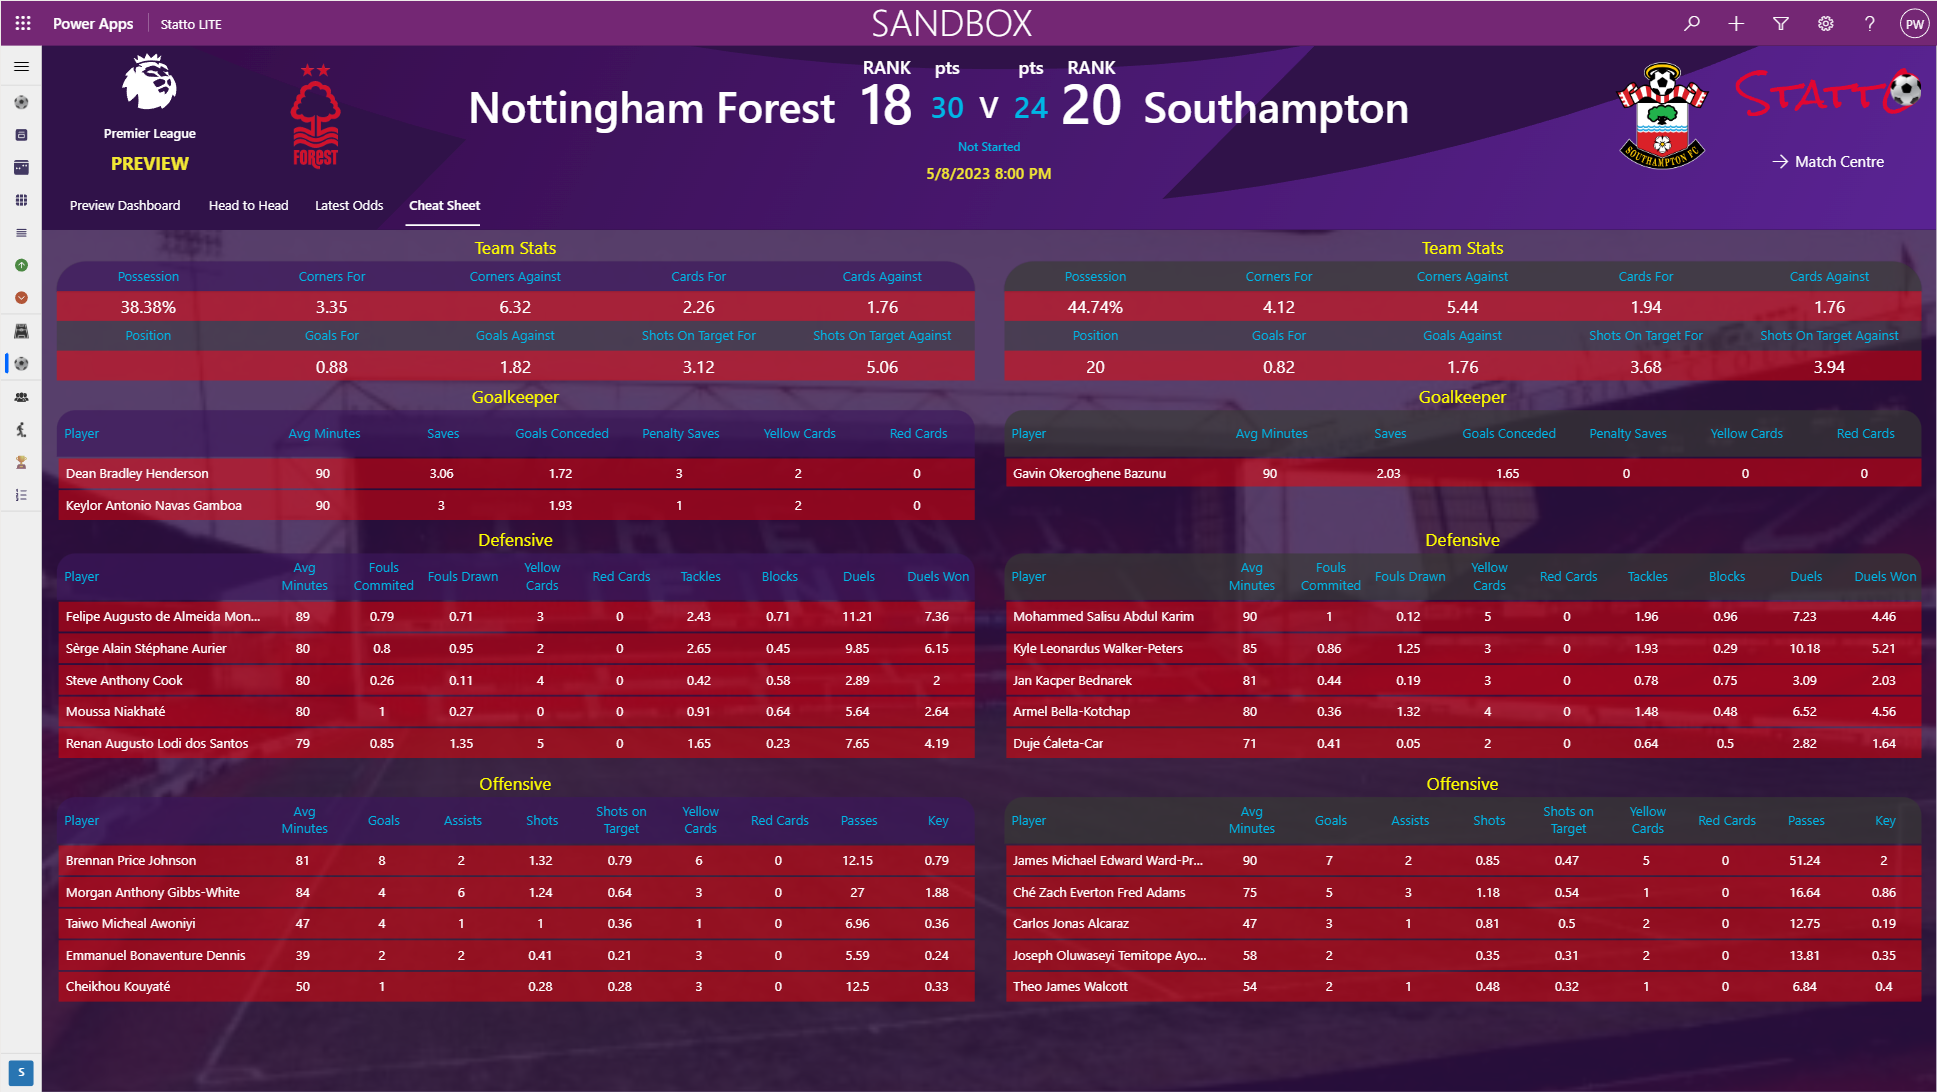 Power Apps
Statto LITE
SANDBOX
PW
Premier League
PREVIEW
FOREST
Nottingham Forest
RANK pts pts RANK
18 30 V 24 20
Southampton
Not Started
5/8/2023 8:00 PM
SOUTHAMPTON FC
STATTO
Match Centre
Preview Dashboard Head to Head Latest Odds Cheat Sheet
Team Stats
Possession Corners For Corners Against Cards For Cards Against
38.38% 3.35 6.32 2.26 1.76
Position Goals For Goals Against Shots On Target For Shots On Target Against
0.88 1.82 3.12 5.06
Goalkeeper
Player Avg Minutes Saves Goals Conceded Penalty Saves Yellow Cards Red Cards
Dean Bradley Henderson 90 3.06 1.72 3 2 0
Keylor Antonio Navas Gamboa 90 3 1.93 1 2 0
Defensive
Player Avg Minutes Fouls Commited Fouls Drawn Yellow Cards Red Cards Tackles Blocks Duels Duels Won
Felipe Augusto de Almeida Mon... 89 0.79 0.71 3 0 2.43 0.71 11.21 7.36
Sèrge Alain Stéphane Aurier 80 0.8 0.95 2 0 2.65 0.45 9.85 6.15
Steve Anthony Cook 80 0.26 0.11 4 0 0.42 0.58 2.89 2
Moussa Niakhaté 80 1 0.27 0 0 0.91 0.64 5.64 2.64
Renan Augusto Lodi dos Santos 79 0.85 1.35 5 0 1.65 0.23 7.65 4.19
Offensive
Player Avg Minutes Goals Assists Shots Shots on Target Yellow Cards Red Cards Passes Key
Brennan Price Johnson 81 8 2 1.32 0.79 6 0 12.15 0.79
Morgan Anthony Gibbs-White 84 4 6 1.24 0.64 3 0 27 1.88
Taiwo Micheal Awoniyi 47 4 1 1 0.36 1 0 6.96 0.36
Emmanuel Bonaventure Dennis 39 2 2 0.41 0.21 3 0 5.59 0.24
Cheikhou Kouyaté 50 1 0.28 0.28 3 0 12.5 0.33
Team Stats
Possession Corners For Corners Against Cards For Cards Against
44.74% 4.12 5.44 1.94 1.76
Position Goals For Goals Against Shots On Target For Shots On Target Against
20 0.82 1.76 3.68 3.94
Goalkeeper
Player Avg Minutes Saves Goals Conceded Penalty Saves Yellow Cards Red Cards
Gavin Okeroghene Bazunu 90 2.03 1.65 0 0 0
Defensive
Player Avg Minutes Fouls Commited Fouls Drawn Yellow Cards Red Cards Tackles Blocks Duels Duels Won
Mohammed Salisu Abdul Karim 90 1 0.12 5 0 1.96 0.96 7.23 4.46
Kyle Leonardus Walker-Peters 85 0.86 1.25 3 0 1.93 0.29 10.18 5.21
Jan Kacper Bednarek 81 0.44 0.19 3 0 0.78 0.75 3.09 2.03
Armel Bella-Kotchap 80 0.36 1.32 4 0 1.48 0.48 6.52 4.56
Duje Ćaleta-Car 71 0.41 0.05 2 0 0.64 0.5 2.82 1.64
Offensive
Player Avg Minutes Goals Assists Shots Shots on Target Yellow Cards Red Cards Passes Key
James Michael Edward Ward-Pr... 90 7 2 0.85 0.47 5 0 51.24 2
Ché Zach Everton Fred Adams 75 5 3 1.18 0.54 1 0 16.64 0.86
Carlos Jonas Alcaraz 47 3 1 0.81 0.5 2 0 12.75 0.19
Joseph Oluwaseyi Temitope Ayo... 58 2 0.35 0.31 2 0 13.81 0.35
Theo James Walcott 54 2 1 0.48 0.32 1 0 6.84 0.4
S